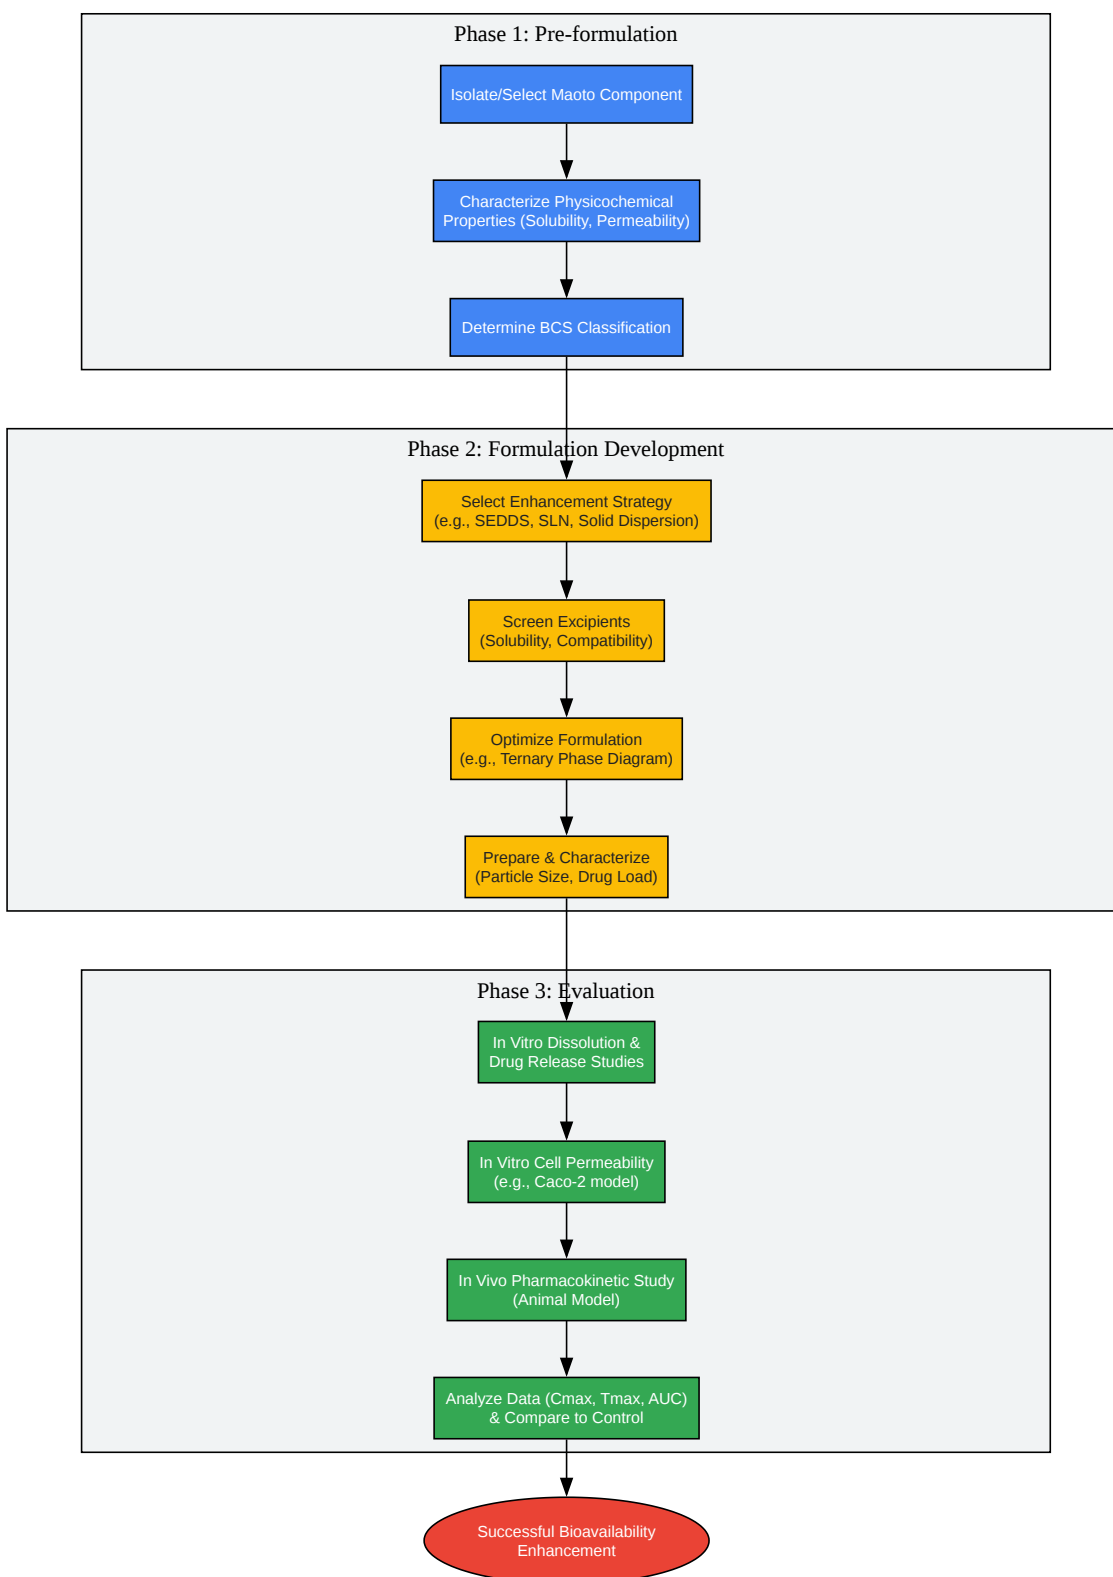 Phase 1: Pre-formulation
Isolate/Select Maoto Component
Characterize Physicochemical
Properties (Solubility, Permeability)
Determine BCS Classification
Phase 2: Formulation Development
Select Enhancement Strategy
(e.g., SEDDS, SLN, Solid Dispersion)
Screen Excipients
(Solubility, Compatibility)
Optimize Formulation
(e.g., Ternary Phase Diagram)
Prepare & Characterize
(Particle Size, Drug Load)
Phase 3: Evaluation
In Vitro Dissolution &
Drug Release Studies
In Vitro Cell Permeability
(e.g., Caco-2 model)
In Vivo Pharmacokinetic Study
(Animal Model)
Analyze Data (Cmax, Tmax, AUC)
& Compare to Control
Successful Bioavailability
Enhancement